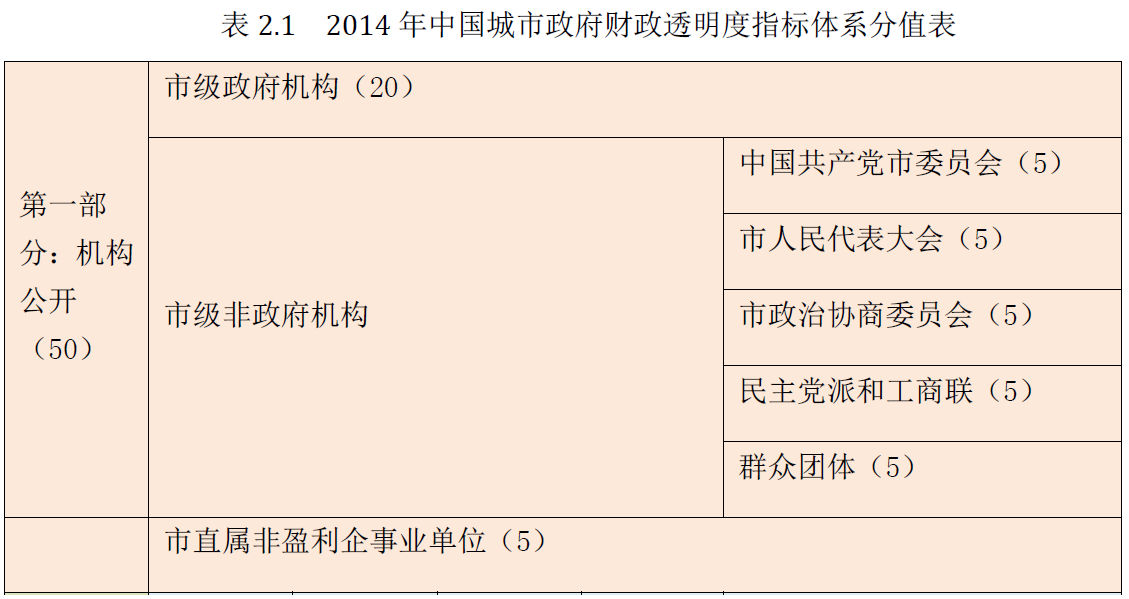 表 2.1 2014 年中国城市政府财政透明度指标体系分值表
市级政府机构（20）
第一部
分：机构
公开
（50）
市级非政府机构
中国共产党市委员会（5）
市人民代表大会（5）
市政治协商委员会（5）
民主党派和工商联（5）
群众团体（5）
市直属非盈利企事业单位（5）